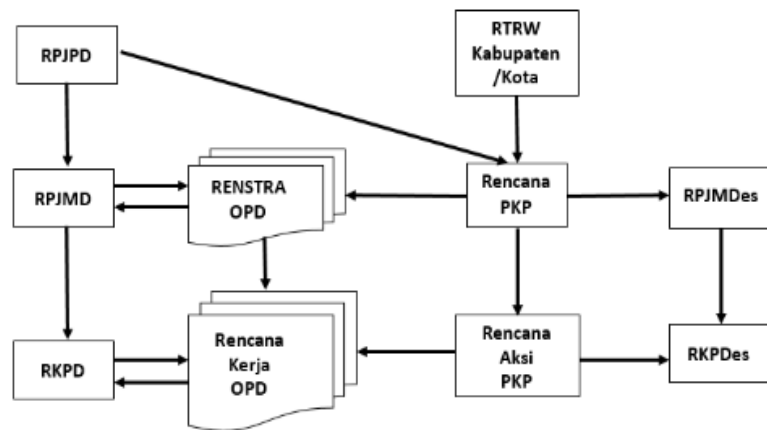 RPJPD
RTRW
Kabupaten
/Kota
RPJMD
RENSTRA
OPD
Rencana
PKP
RPJMDes
RKPD
Rencana
Kerja
OPD
Rencana
Aksi
PKP
RKPDes